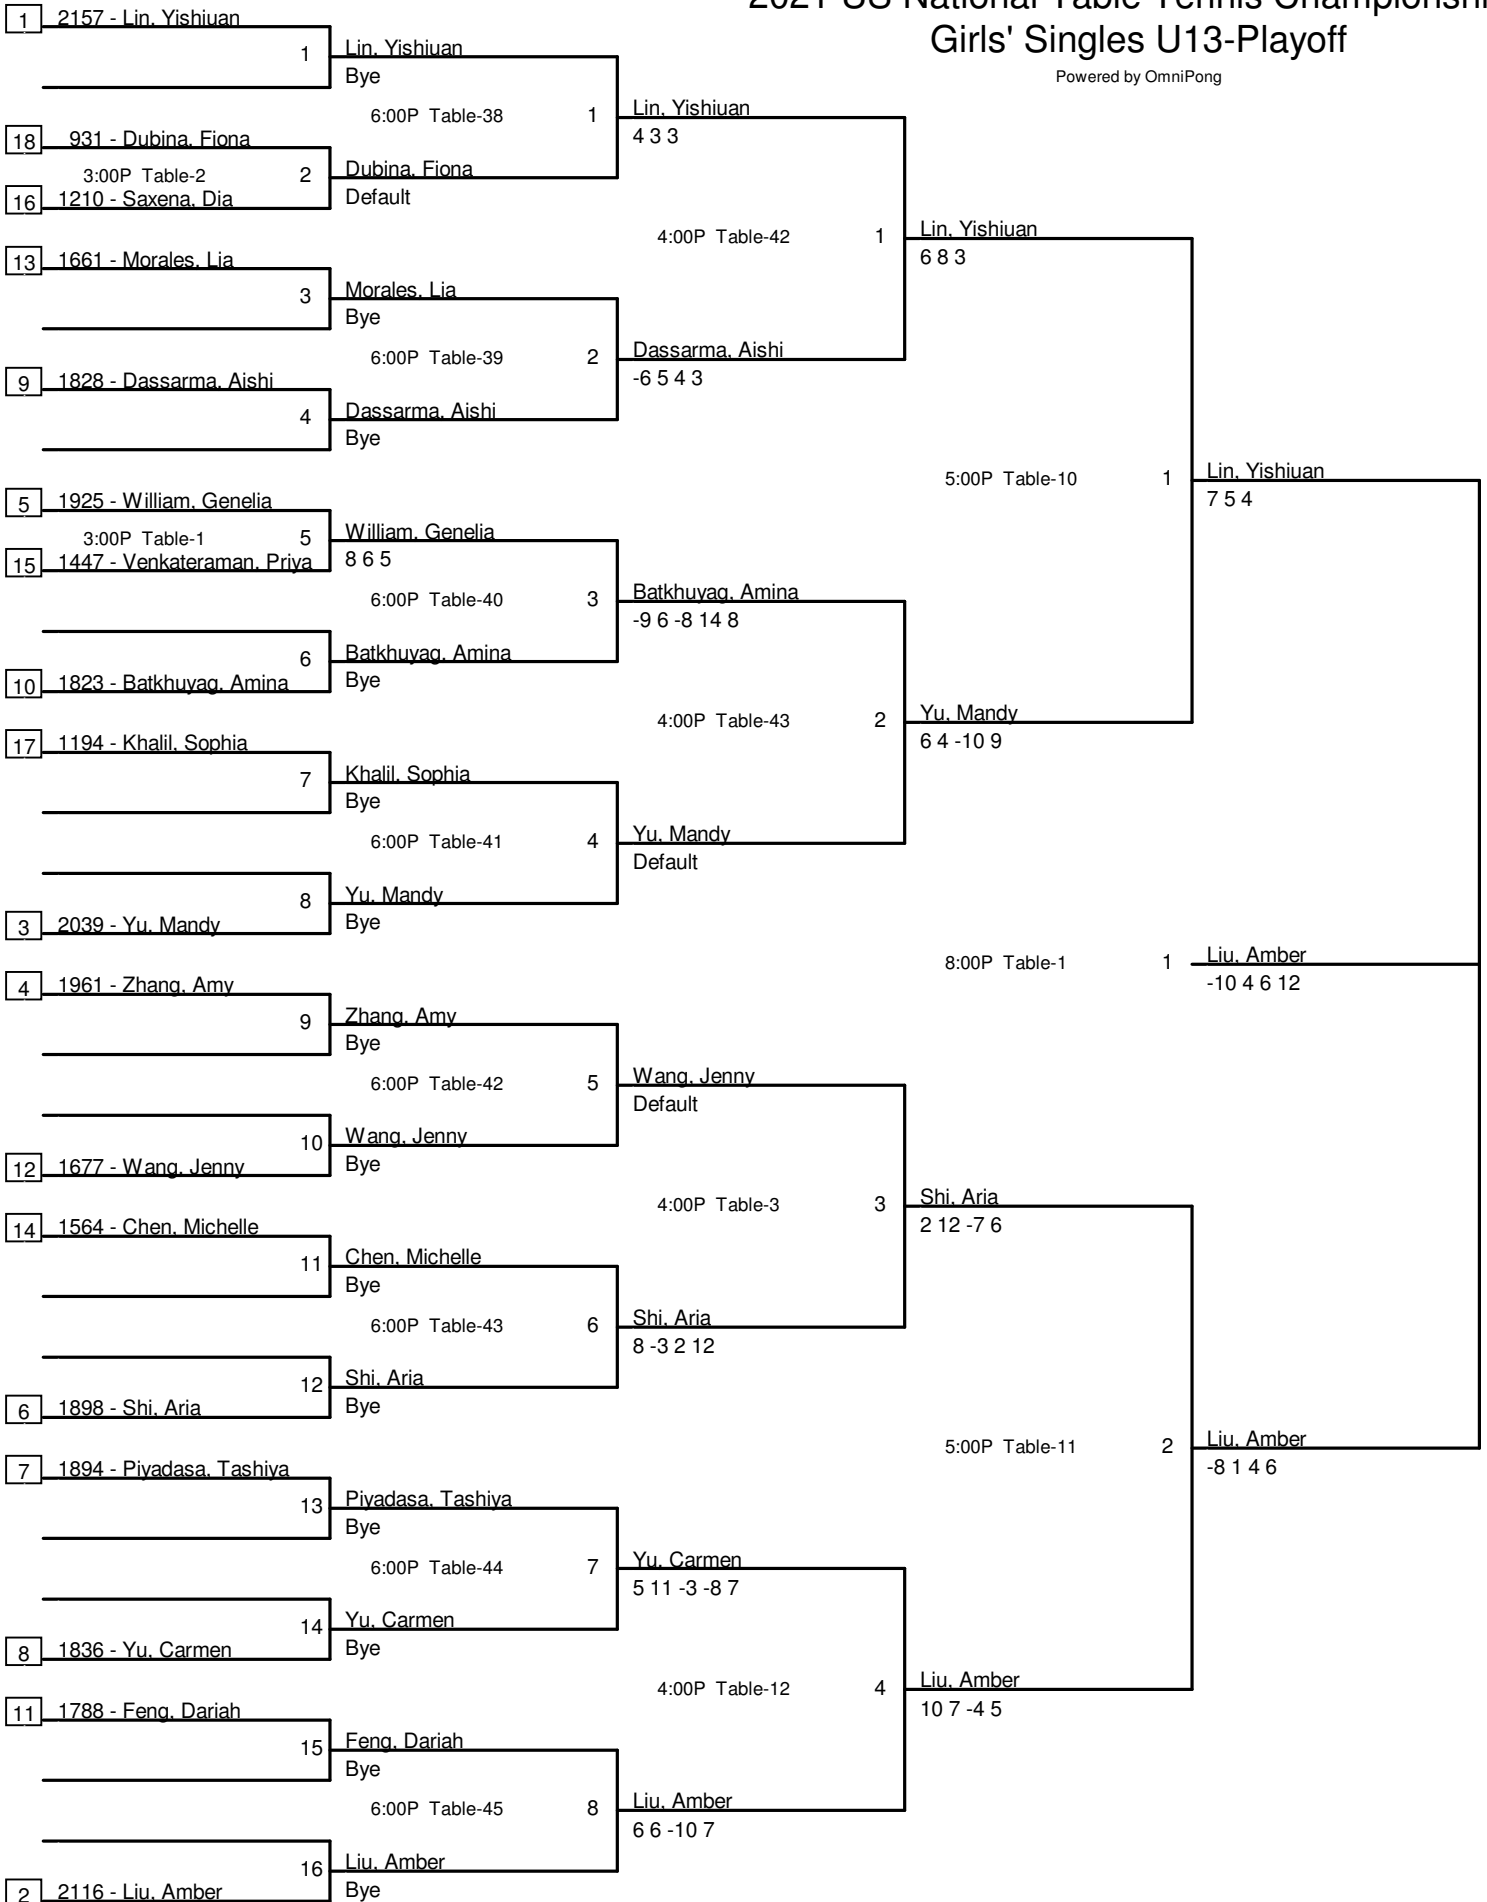 2021 US National Table Tennis Championshi
Girls' Singles U13-Playoff
Powered by OmniPong
1 2157 - Lin, Yishiuan
1 Lin, Yishiuan
Bye
6:00P Table-38 1 Lin, Yishiuan
4 3 3
18 931 - Dubina, Fiona
3:00P Table-2 2 Dubina, Fiona
16 1210 - Saxena, Dia
Default
4:00P Table-42 1 Lin, Yishiuan
6 8 3
13 1661 - Morales, Lia
3 Morales, Lia
Bye
6:00P Table-39 2 Dassarma, Aishi
-6 5 4 3
9 1828 - Dassarma, Aishi
4 Dassarma, Aishi
Bye
5:00P Table-10 1 Lin, Yishiuan
7 5 4
5 1925 - William, Genelia
3:00P Table-1 5 William, Genelia
15 1447 - Venkateraman, Priya
8 6 5
6:00P Table-40 3 Batkhuyag, Amina
-9 6 -8 14 8
6 Batkhuyag, Amina
10 1823 - Batkhuyag, Amina
Bye
4:00P Table-43 2 Yu, Mandy
6 4 -10 9
17 1194 - Khalil, Sophia
7 Khalil, Sophia
Bye
6:00P Table-41 4 Yu, Mandy
Default
8 Yu, Mandy
3 2039 - Yu, Mandy
Bye
8:00P Table-1 1 Liu, Amber
-10 4 6 12
4 1961 - Zhang, Amy
9 Zhang, Amy
Bye
6:00P Table-42 5 Wang, Jenny
Default
10 Wang, Jenny
12 1677 - Wang, Jenny
Bye
4:00P Table-3 3 Shi, Aria
2 12 -7 6
14 1564 - Chen, Michelle
11 Chen, Michelle
Bye
6:00P Table-43 6 Shi, Aria
8 -3 2 12
12 Shi, Aria
6 1898 - Shi, Aria
Bye
5:00P Table-11 2 Liu, Amber
-8 1 4 6
7 1894 - Piyadasa, Tashiya
13 Piyadasa, Tashiya
Bye
6:00P Table-44 7 Yu, Carmen
5 11 -3 -8 7
14 Yu, Carmen
8 1836 - Yu, Carmen
Bye
4:00P Table-12 4 Liu, Amber
10 7 -4 5
11 1788 - Feng, Dariah
15 Feng, Dariah
Bye
6:00P Table-45 8 Liu, Amber
6 6 -10 7
16 Liu, Amber
2 2116 - Liu, Amber
Bye